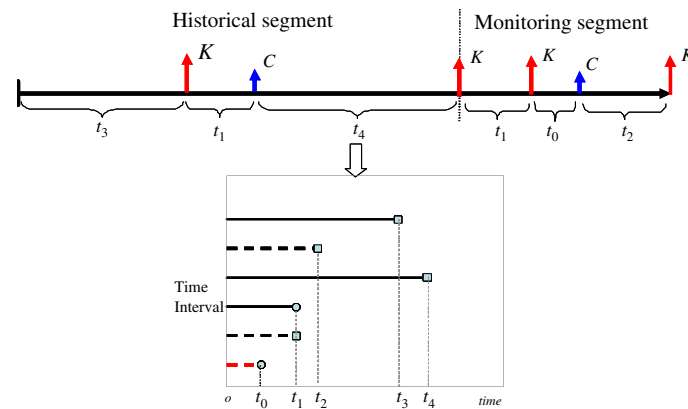 Historical segment Monitoring segment
K C K K C K
t3 t1 t4 t1 t0 t2
Time
Interval
o t0 t1 t2 t3 t4 time